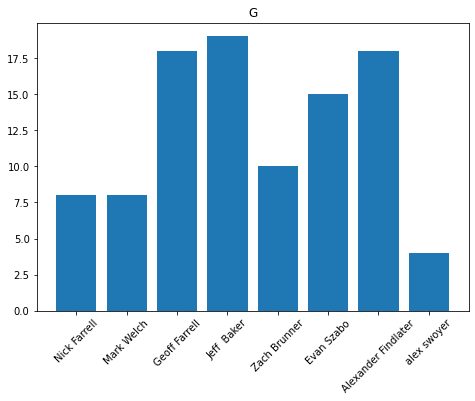 G
17.5
15.0
12.5
10.0
7.5
5.0
2.5
0.0
Nick Farrell
Mark Welch
Geoff Farrell
Jeff  Baker
Zach Brunner
Evan Szabo
Alexander Findlater
alex swoyer